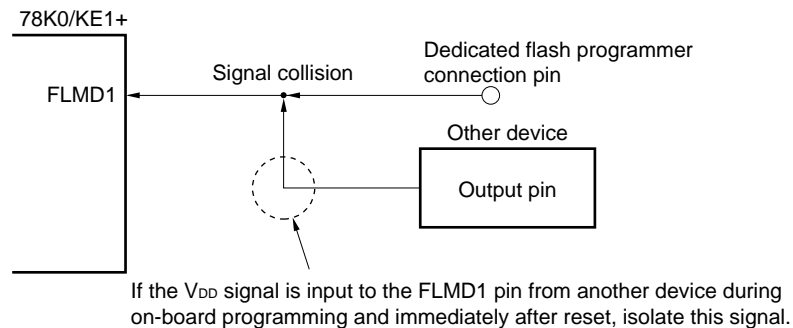 78K0/KE1+
FLMD1
Signal collision
Dedicated flash programmer
connection pin
Other device
Output pin
If the VDD signal is input to the FLMD1 pin from another device during
on-board programming and immediately after reset, isolate this signal.